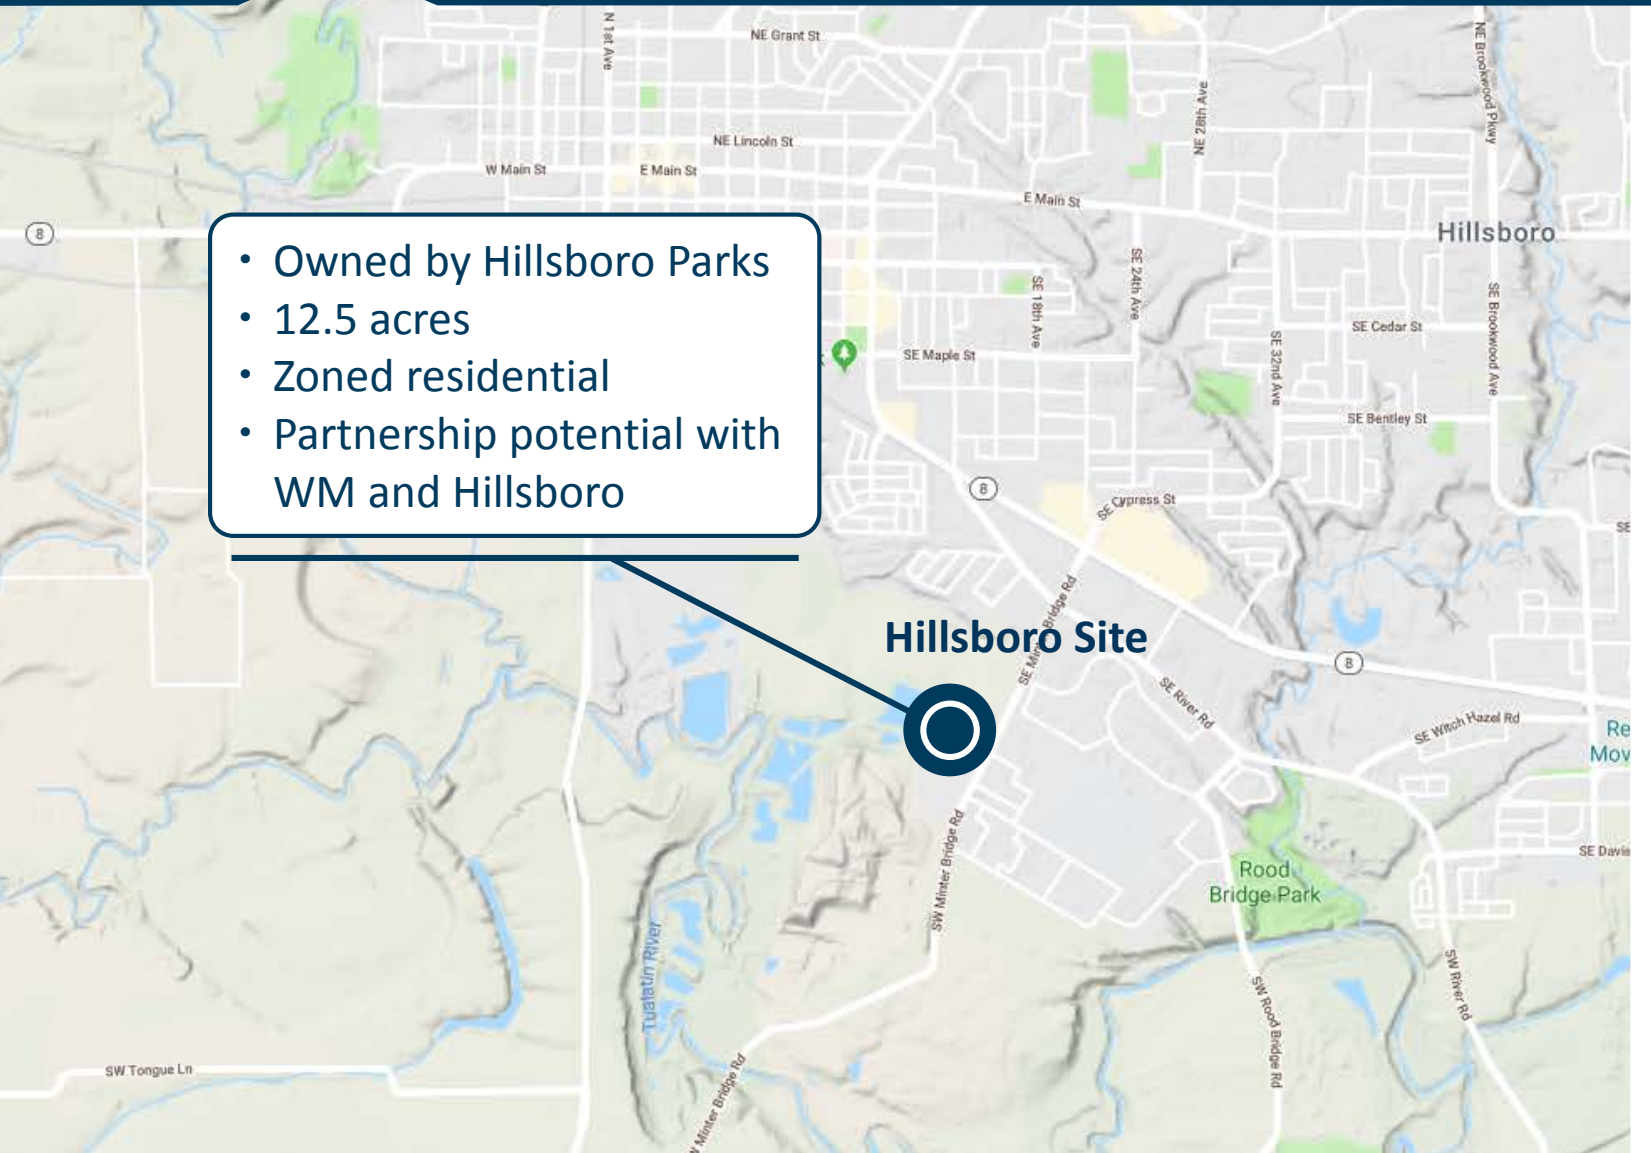 N 1st Ave
NE Grant St
NE Brookwood Pkwy
NE 28th Ave
NE Lincoln St
W Main St
E Main St
E Main St
8
Hillsboro
• Owned by Hillsboro Parks
• 12.5 acres
• Zoned residential
• Partnership potential with
WM and Hillsboro
SE 18th Ave
SE 24th Ave
SE 32nd Ave
SE Brookwood Ave
SE Cedar St
SE Maple St
SE Bentley St
8
SE Cypress St
SE
Hillsboro Site
SE Minter Bridge Rd
8
SE River Rd
SE Witch Hazel Rd
Re
Mov
SW Minter Bridge Rd
SE Davis
Rood
Bridge Park
Tualatin River
SW River Rd
SW Rood Bridge Rd
SW Tongue Ln
W Minter Bridge Rd